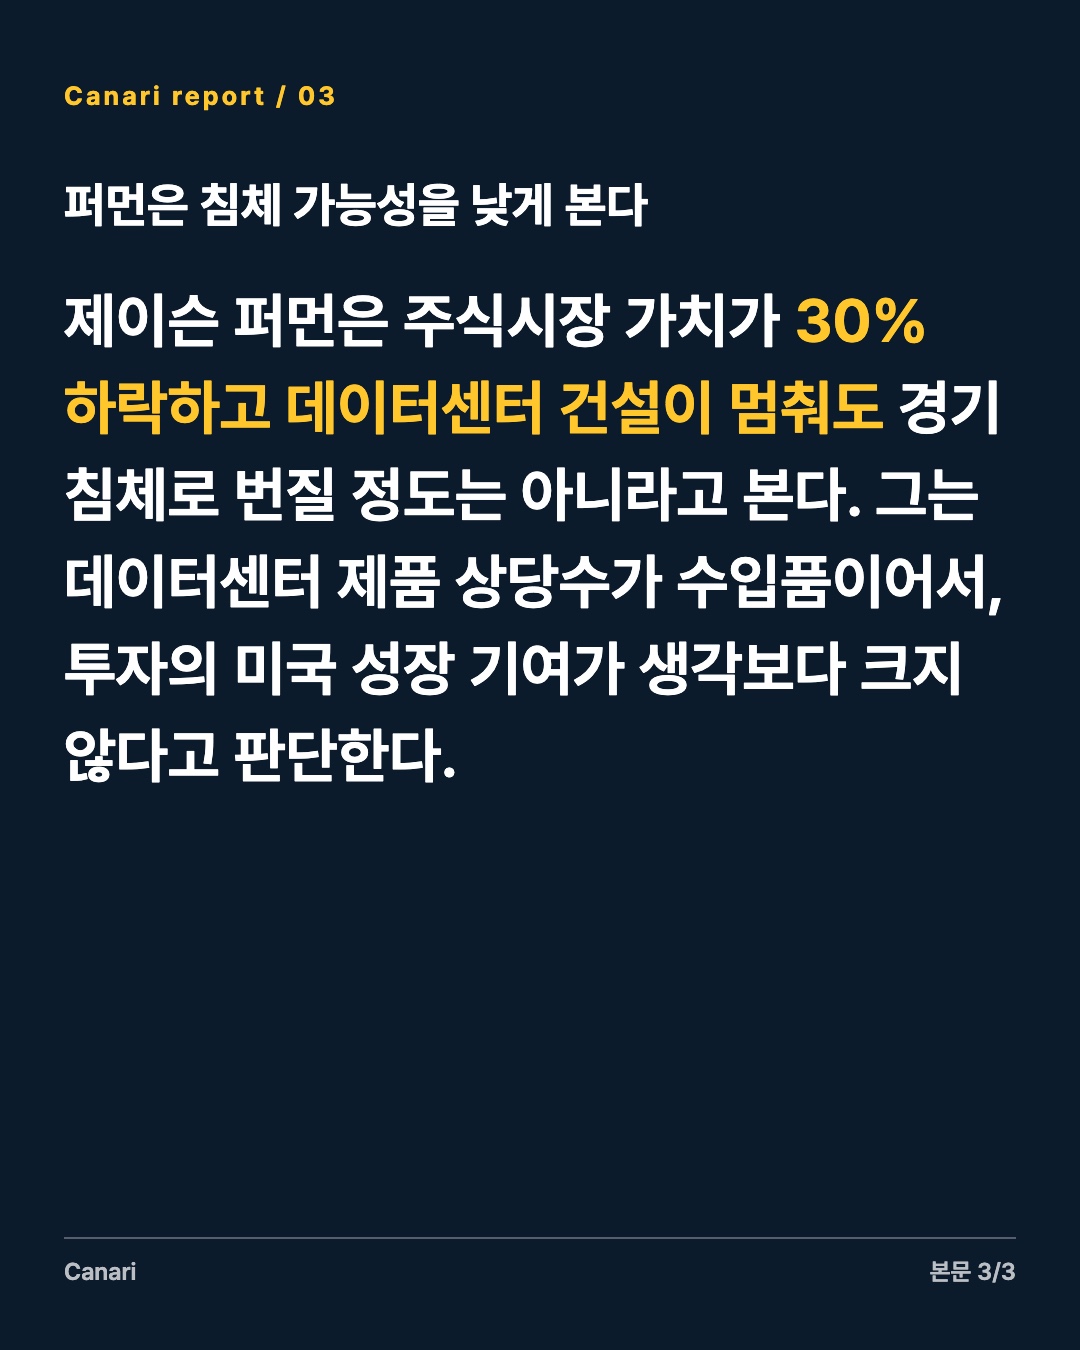 Canari report / 03
퍼먼은 침체 가능성을 낮게 본다
제이슨 퍼먼은 주식시장 가치가 30%
하락하고 데이터센터 건설이 멈춰도 경기
침체로 번질 정도는 아니라고 본다. 그는
데이터센터 제품 상당수가 수입품이어서,
투자의 미국 성장 기여가 생각보다 크지
않다고 판단한다.
Canari
본문 3/3